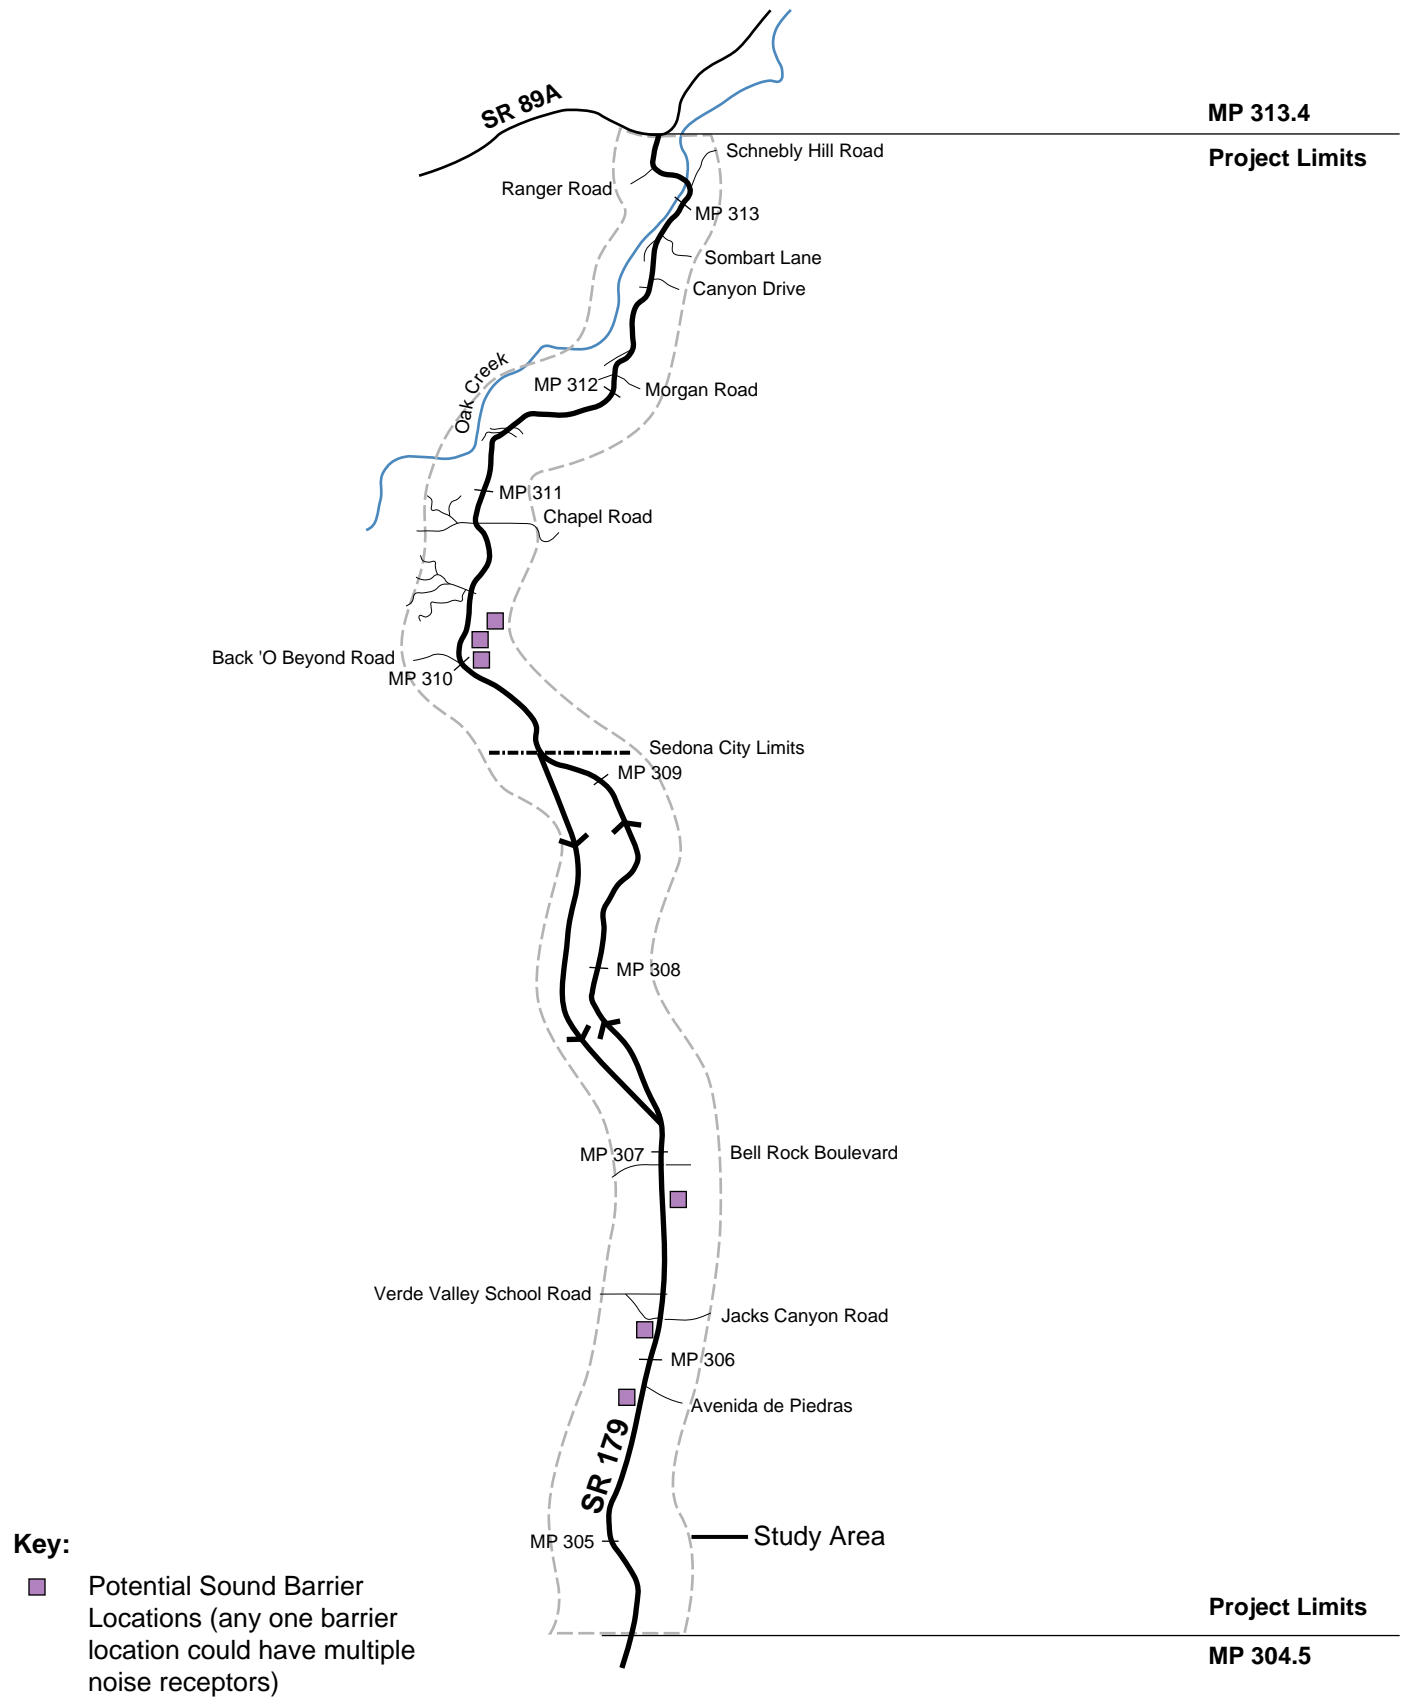 SR 89A
MP 313.4
Project Limits
Schnebly Hill Road
Ranger Road
MP 313
Sombart Lane
Canyon Drive
Oak Creek
MP 312
Morgan Road
MP 311
Chapel Road
Back 'O Beyond Road
MP 310
Sedona City Limits
MP 309
MP 308
MP 307
Bell Rock Boulevard
Verde Valley School Road
Jacks Canyon Road
MP 306
Avenida de Piedras
SR 179
MP 305
Study Area
Key:
Potential Sound Barrier
Locations (any one barrier
location could have multiple
noise receptors)
Project Limits
MP 304.5